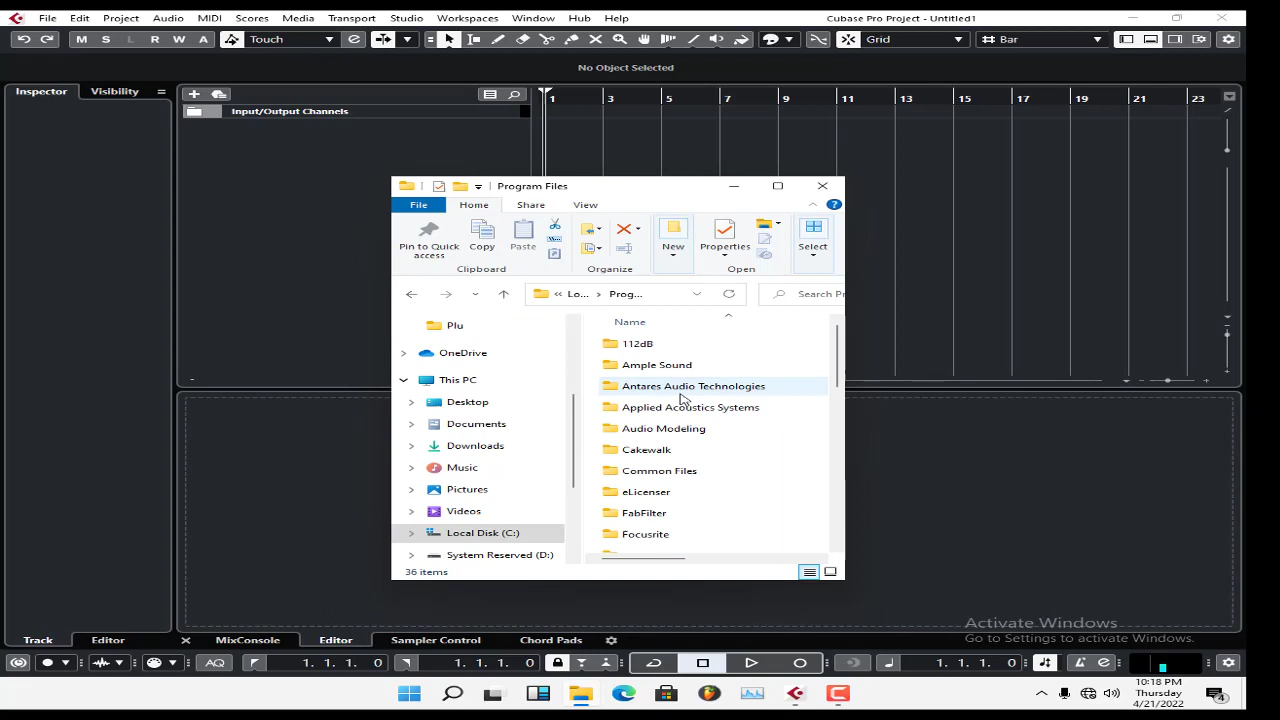 File Edit Project Audio MIDI Scores Media Transport Studio Workspaces Window Hub Help Cubase Pro Project - Untitled1
M S L R W A Touch Grid Bar
No Object Selected
Inspector Visibility
1 3 5 7 9 11 13 15 17 19 21 23
Input/Output Channels
Program Files
File Home Share View
Pin to Quick access
Copy
Paste
New
Properties
Select
Clipboard Organize Open
Lo... Prog... Search Pr
Name
Plu
OneDrive
This PC
Desktop
Documents
Downloads
Music
Pictures
Videos
Local Disk (C:)
System Reserved (D:)
112dB
Ample Sound
Antares Audio Technologies
Applied Acoustics Systems
Audio Modeling
Cakewalk
Common Files
eLicenser
FabFilter
Focusrite
36 items
Activate Windows
Go to Settings to activate Windows.
Track Editor MixConsole Editor Sampler Control Chord Pads
AQ 1. 1. 1. 0 1. 1. 1. 0 1. 1. 1. 0
10:18 PM
Thursday
4/21/2022
4